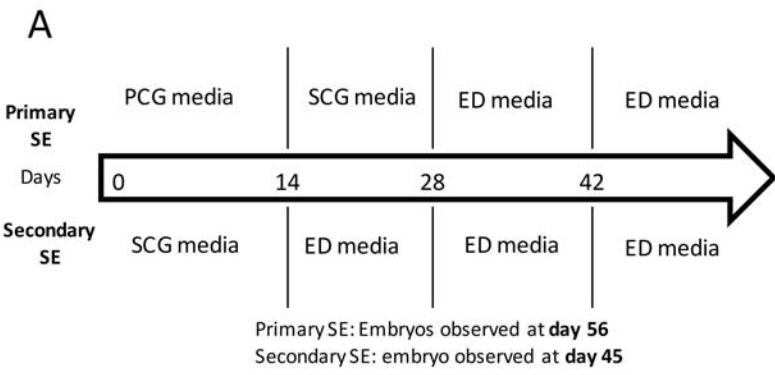 A
PCG media SCG media ED media ED media
Primary
SE
Days 0 14 28 42
Secondary
SE
SCG media ED media ED media ED media
Primary SE: Embryos observed at day 56
Secondary SE: embryo observed at day 45